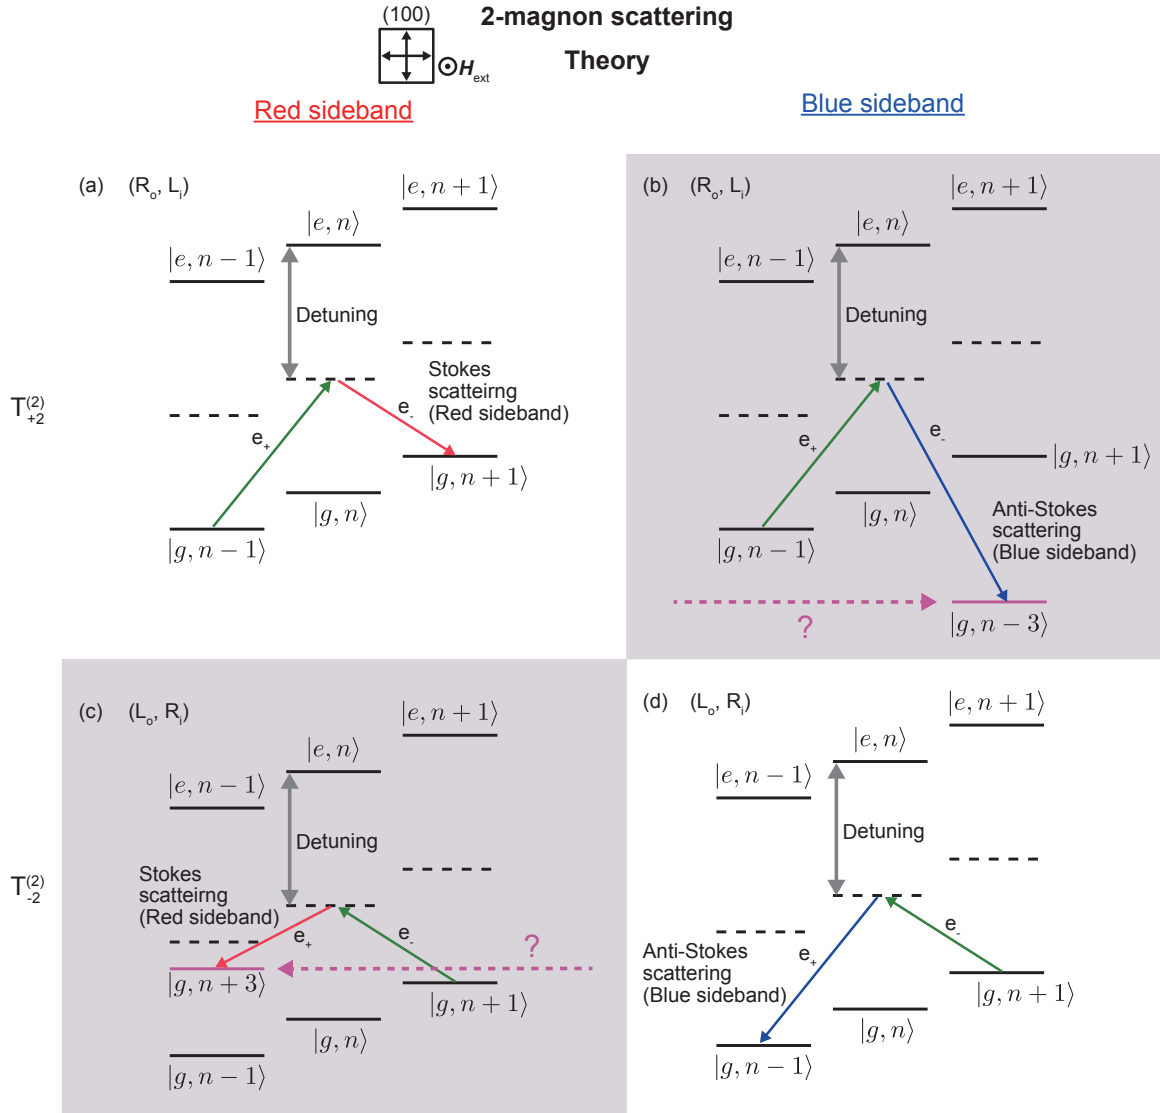 (100)
2-magnon scattering
Theory
H_ext
Red sideband
Blue sideband
(a) (R_o, L_i)
|e, n + 1⟩
|e, n⟩
|e, n − 1⟩
Detuning
Stokes
scatteirng
(Red sideband)
e_-
e_+
|g, n + 1⟩
|g, n⟩
|g, n − 1⟩
T_{+2}^{(2)}
(b) (R_o, L_i)
|e, n + 1⟩
|e, n⟩
|e, n − 1⟩
Detuning
e_+
e_-
|g, n + 1⟩
|g, n⟩
|g, n − 1⟩
Anti-Stokes
scattering
(Blue sideband)
?
|g, n − 3⟩
(c) (L_o, R_i)
|e, n + 1⟩
|e, n⟩
|e, n − 1⟩
Detuning
Stokes
scatteirng
(Red sideband)
e_+
e_-
?
|g, n + 3⟩
|g, n + 1⟩
|g, n⟩
|g, n − 1⟩
T_{-2}^{(2)}
(d) (L_o, R_i)
|e, n + 1⟩
|e, n⟩
|e, n − 1⟩
Detuning
e_-
e_+
Anti-Stokes
scattering
(Blue sideband)
|g, n + 1⟩
|g, n⟩
|g, n − 1⟩